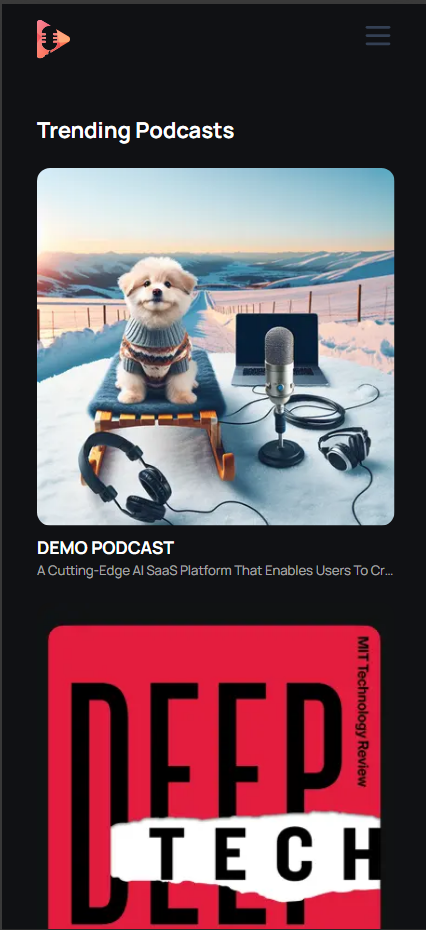 Trending Podcasts
DEMO PODCAST
A Cutting-Edge AI SaaS Platform That Enables Users To Cr...
MIT Technology Review
DEEP
TECH
DEEP